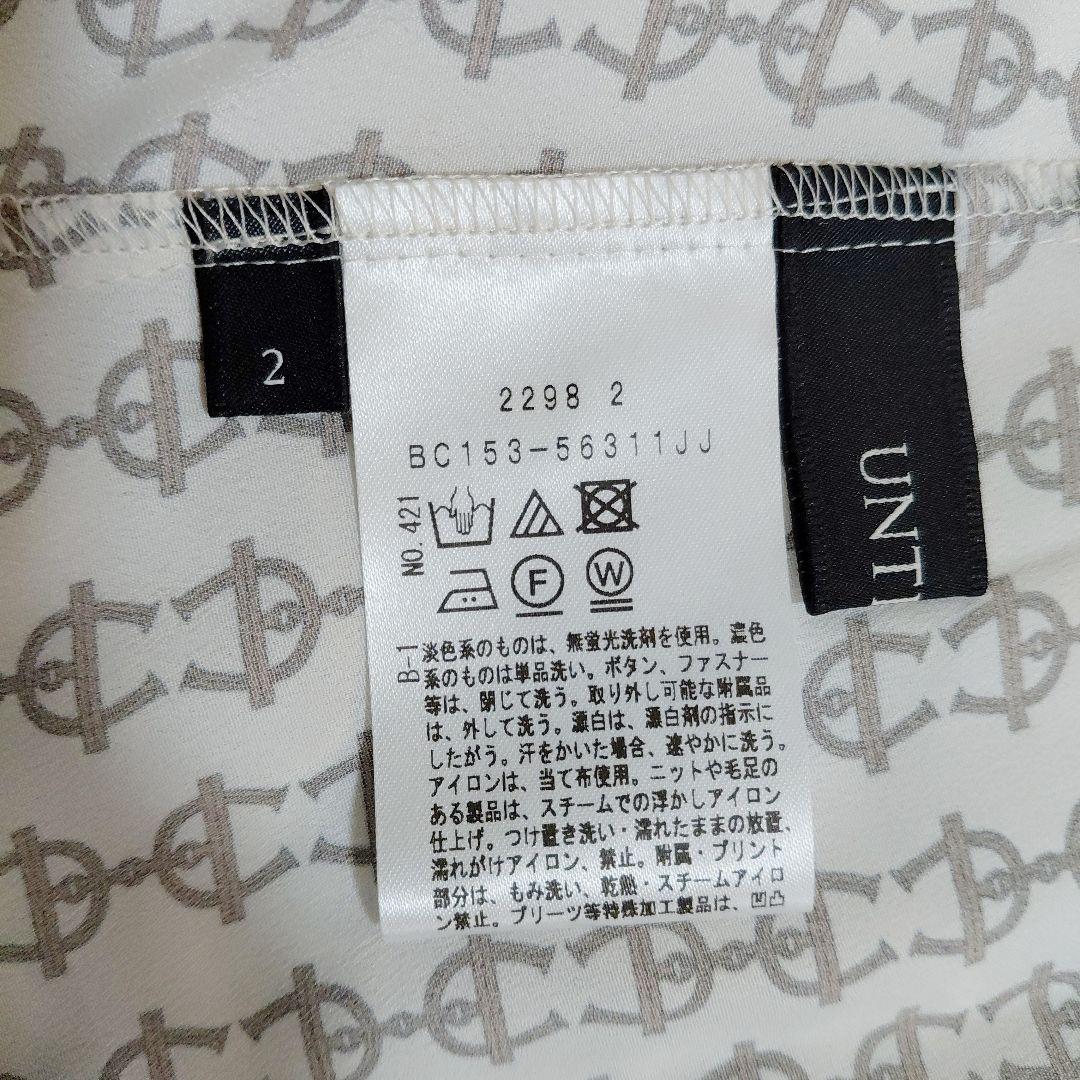 2
2298 2
BC153-56311JJ
NO. 421
F
W
B-1
淡色系のものは、無蛍光洗剤を使用。濃色
系のものは単品洗い。ボタン、ファスナー
等は、閉じて洗う。取り外し可能な附属品
は、外して洗う。漂白は、漂白剤の指示に
したがう。汗をかいた場合、速やかに洗う。
アイロンは、当て布使用。ニットや毛足の
ある製品は、スチームでの浮かしアイロン
仕上げ。つけ置き洗い・濡れたままの放置、
濡れがけアイロン、禁止。附属・プリント
部分は、もみ洗い、乾熱・スチームアイロ
ン禁止。プリーツ等特殊加工製品は、凹凸
UNT